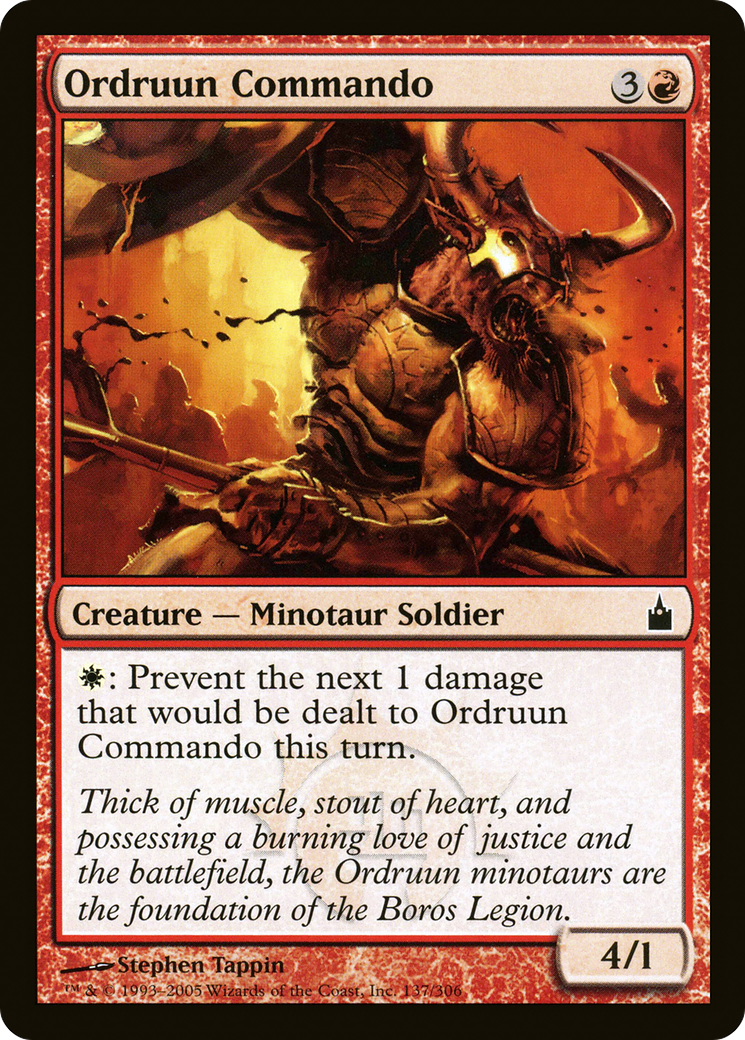 Ordruun Commando 3
Creature — Minotaur Soldier
: Prevent the next 1 damage
that would be dealt to Ordruun
Commando this turn.
Thick of muscle, stout of heart, and
possessing a burning love of justice and
the battlefield, the Ordruun minotaurs are
the foundation of the Boros Legion.
4/1
Stephen Tappin
™ & © 1993–2005 Wizards of the Coast, Inc. 137/306